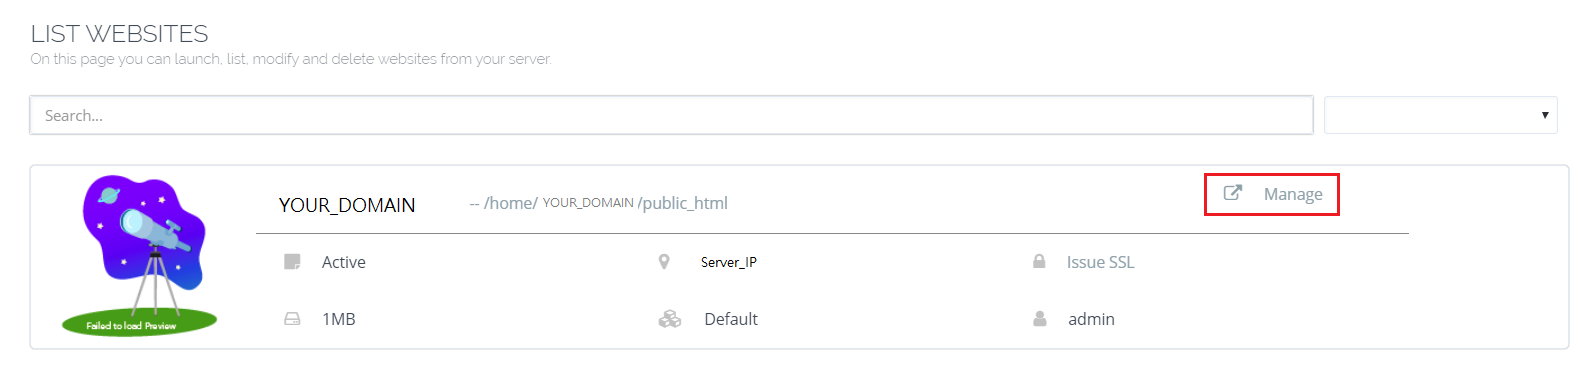 LIST WEBSITES
On this page you can launch, list, modify and delete websites from your server.
Search...
YOUR_DOMAIN -- /home/ YOUR_DOMAIN /public_html Manage
Active Server_IP Issue SSL
1MB Default admin
Failed to load Preview